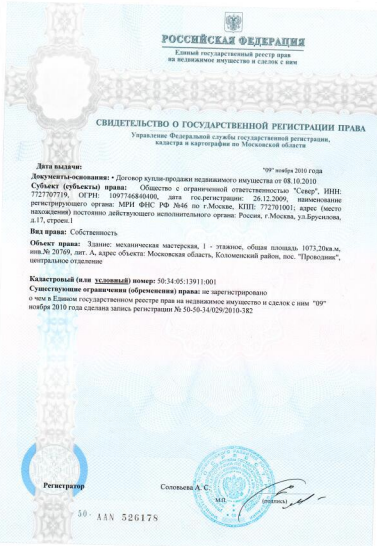 РОССИЙСКАЯ ФЕДЕРАЦИЯ
Единый государственный реестр прав
на недвижимое имущество и сделок с ним
СВИДЕТЕЛЬСТВО О ГОСУДАРСТВЕННОЙ РЕГИСТРАЦИИ ПРАВА
Управление Федеральной службы государственной регистрации,
кадастра и картографии по Московской области
Дата выдачи: "09" ноября 2010 года
Документы-основания: • Договор купли-продажи недвижимого имущества от 08.10.2010
Субъект (субъекты) права: Общество с ограниченной ответственностью "Север", ИНН:
7727707719, ОГРН: 1097746840400, дата гос.регистрации: 26.12.2009, наименование
регистрирующего органа: МРИ ФНС РФ №46 по г.Москве, КПП: 772701001; адрес (место
нахождения) постоянно действующего исполнительного органа: Россия, г.Москва, ул.Брусилова,
д.17, строен.1
Вид права: Собственность
Объект права: Здание: механическая мастерская, 1 - этажное, общая площадь 1073,20кв.м,
инв.№ 20769, лит. А, адрес объекта: Московская область, Коломенский район, пос. "Проводник",
центральное отделение
Кадастровый (или условный) номер: 50:34:05:13911:001
Существующие ограничения (обременения) права: не зарегистрировано
о чем в Едином государственном реестре прав на недвижимое имущество и сделок с ним "09"
ноября 2010 года сделана запись регистрации № 50-50-34/029/2010-382
Регистратор Соловьева А. С.
М.П. (подпись)
50- ААN 526178